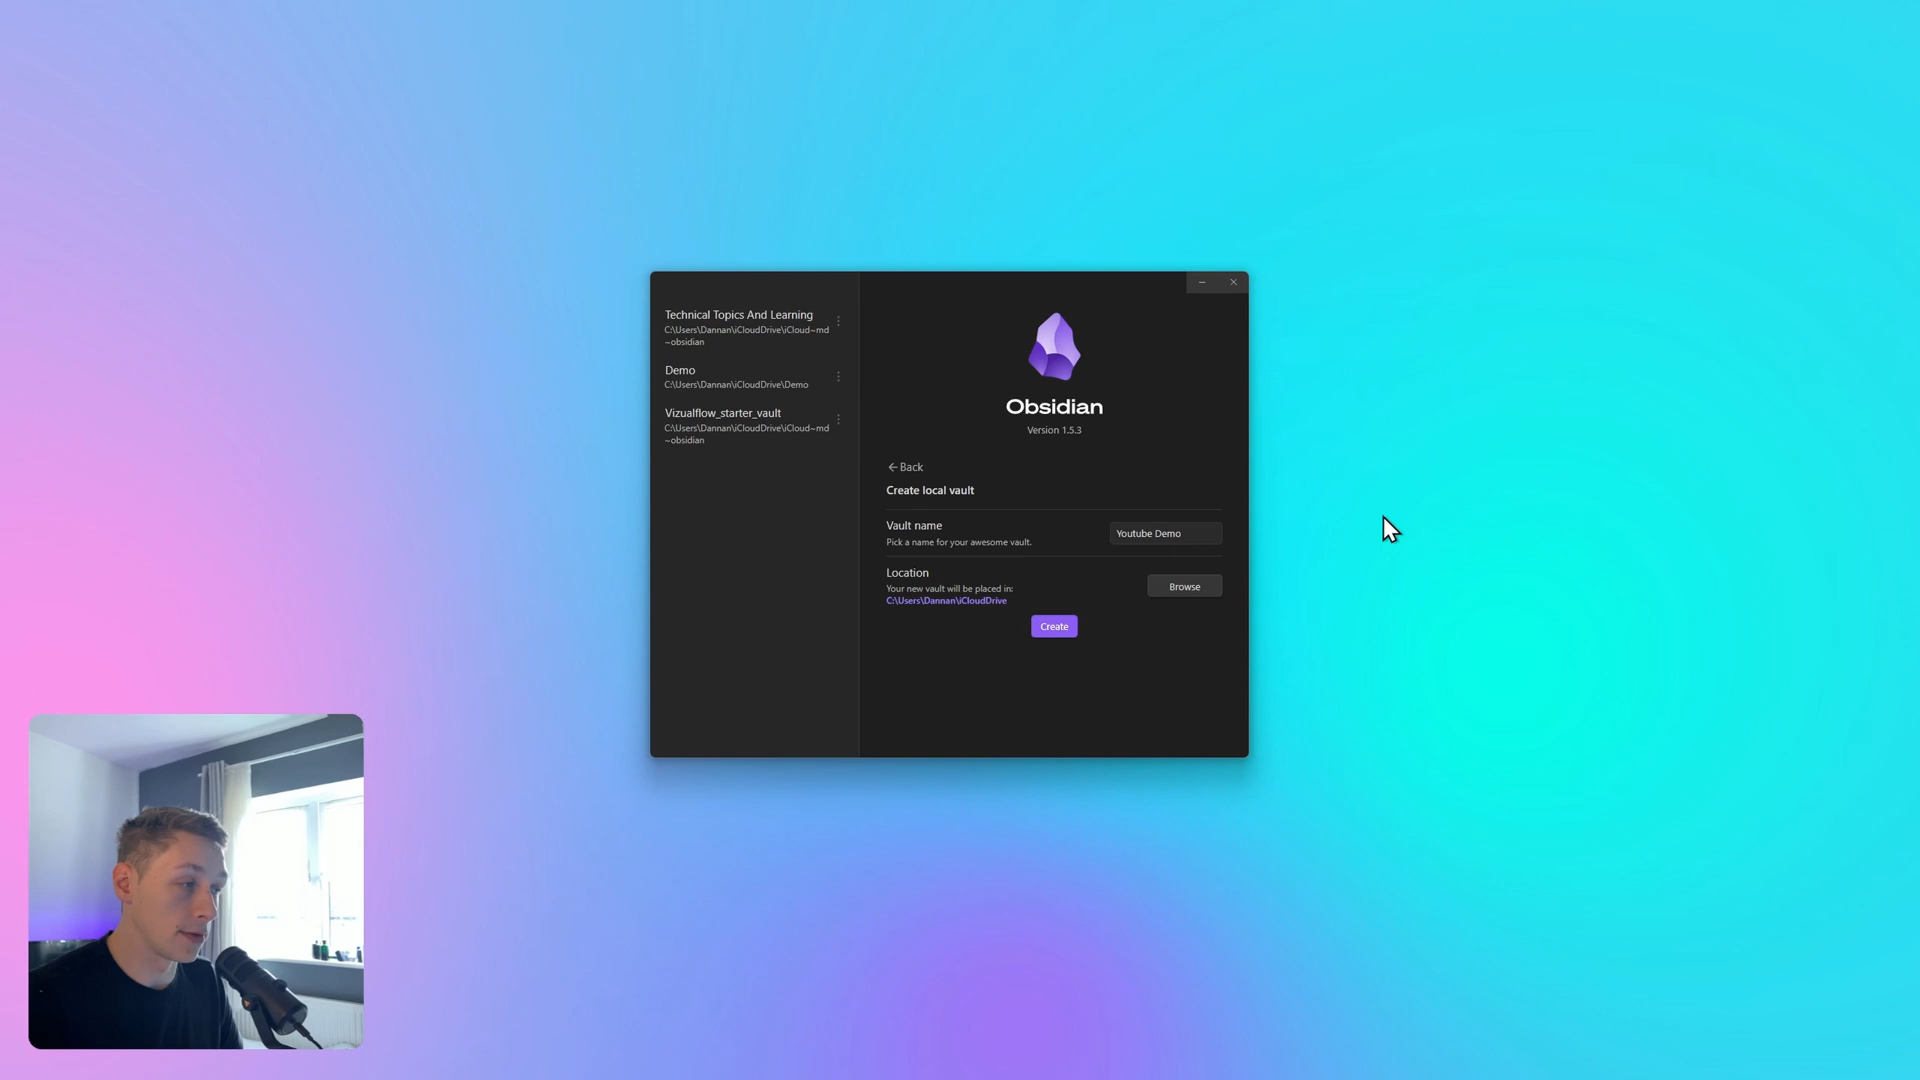 Technical Topics And Learning
C:\Users\Dannan\iCloudDrive\iCloud~md
~obsidian
Demo
C:\Users\Dannan\iCloudDrive\Demo
Vizualflow_starter_vault
C:\Users\Dannan\iCloudDrive\iCloud~md
~obsidian
Obsidian
Version 1.5.3
Back
Create local vault
Vault name
Pick a name for your awesome vault.
Youtube Demo
Location
Your new vault will be placed in:
C:\Users\Dannan\iCloudDrive
Browse
Create